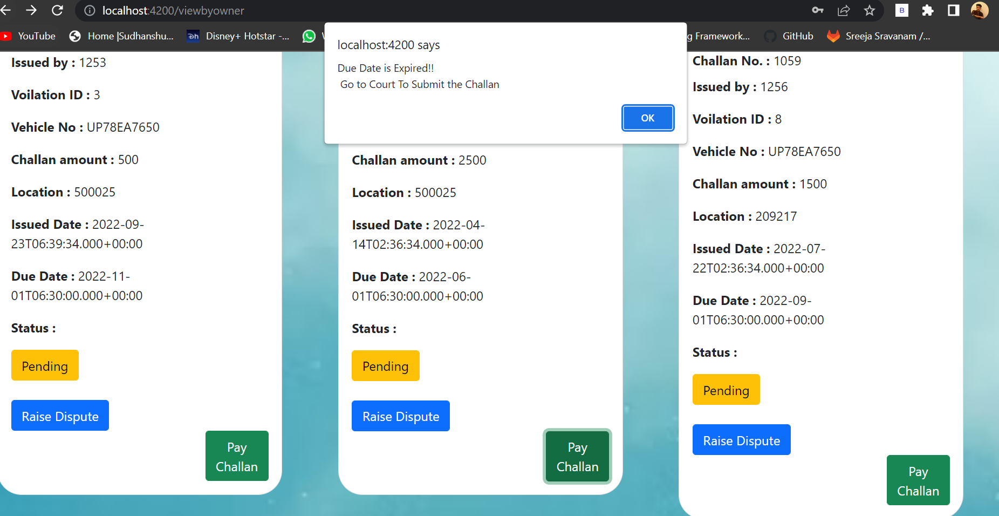 localhost:4200/viewbyowner
B
YouTube
Home |Sudhanshu...
Disney+ Hotstar -...
g Framework...
GitHub
Sreeja Sravanam /...
localhost:4200 says
Due Date is Expired!!
Go to Court To Submit the Challan
OK
Issued by : 1253
Voilation ID : 3
Vehicle No : UP78EA7650
Challan amount : 500
Location : 500025
Issued Date : 2022-09-
23T06:39:34.000+00:00
Due Date : 2022-11-
01T06:30:00.000+00:00
Status :
Pending
Raise Dispute
Pay
Challan
Challan amount : 2500
Location : 500025
Issued Date : 2022-04-
14T02:36:34.000+00:00
Due Date : 2022-06-
01T06:30:00.000+00:00
Status :
Pending
Raise Dispute
Pay
Challan
Challan No. : 1059
Issued by : 1256
Voilation ID : 8
Vehicle No : UP78EA7650
Challan amount : 1500
Location : 209217
Issued Date : 2022-07-
22T02:36:34.000+00:00
Due Date : 2022-09-
01T06:30:00.000+00:00
Status :
Pending
Raise Dispute
Pay
Challan